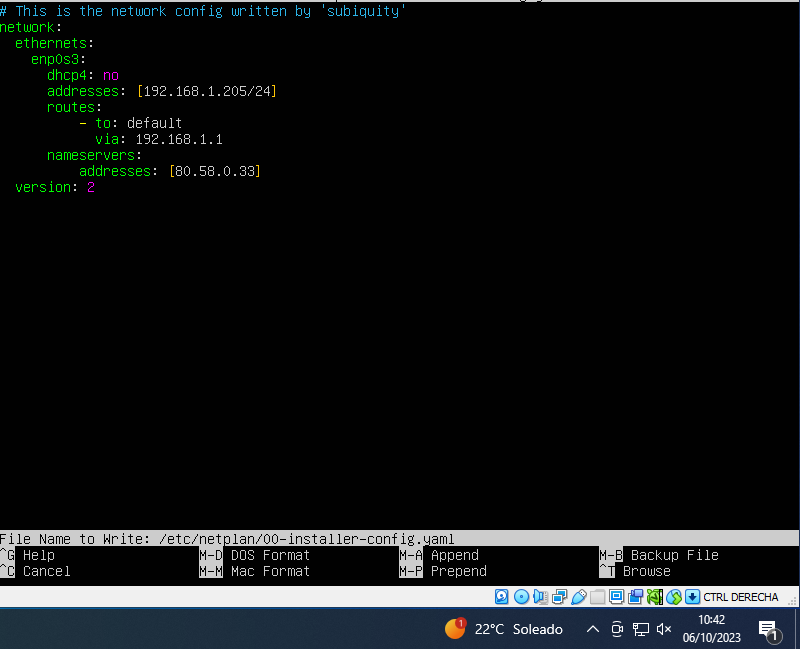 # This is the network config written by 'subiquity'
network:
  ethernets:
    enp0s3:
      dhcp4: no
      addresses: [192.168.1.205/24]
      routes:
          - to: default
            via: 192.168.1.1
      nameservers:
          addresses: [80.58.0.33]
  version: 2
File Name to Write: /etc/netplan/00-installer-config.yaml
^G Help M-D DOS Format M-A Append M-B Backup File
^C Cancel M-M Mac Format M-P Prepend ^T Browse
CTRL DERECHA
1 22°C Soleado 10:42
06/10/2023 1